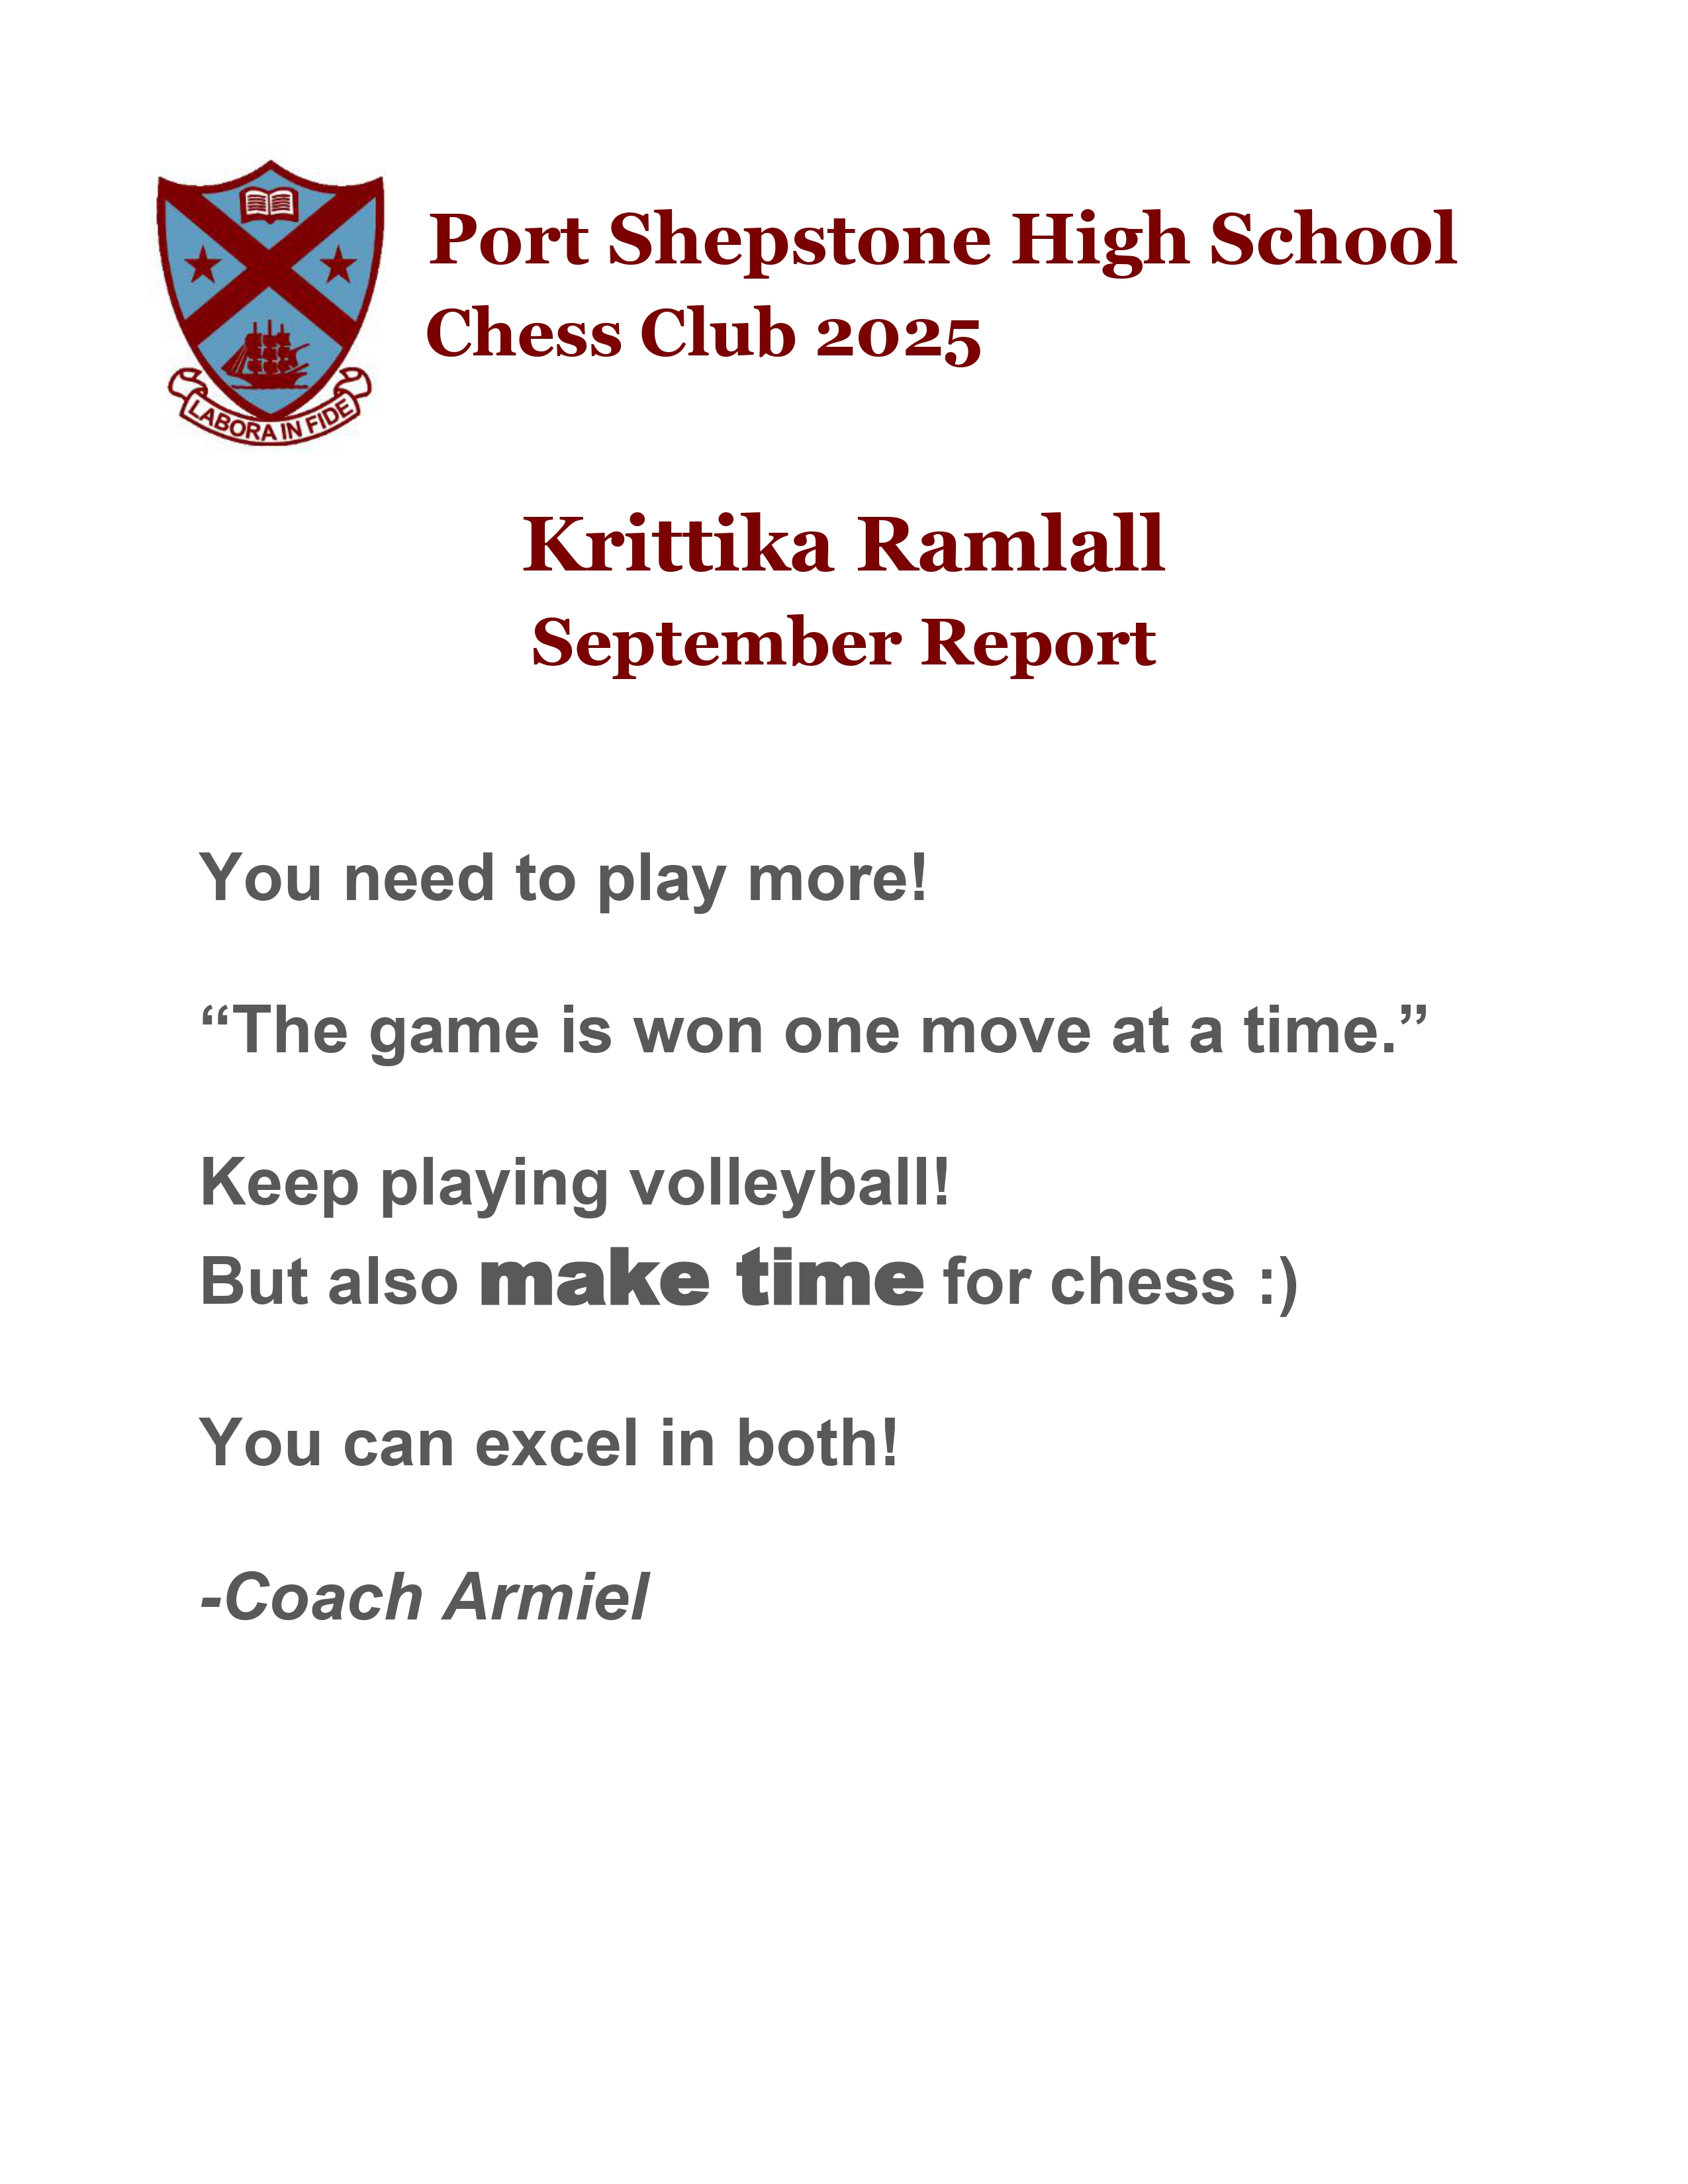 Port Shepstone High School
Chess Club 2025
LABORA IN FIDE
Krittika Ramlall
September Report
You need to play more!
“The game is won one move at a time.”
Keep playing volleyball!
But also make time for chess :)
You can excel in both!
-Coach Armiel